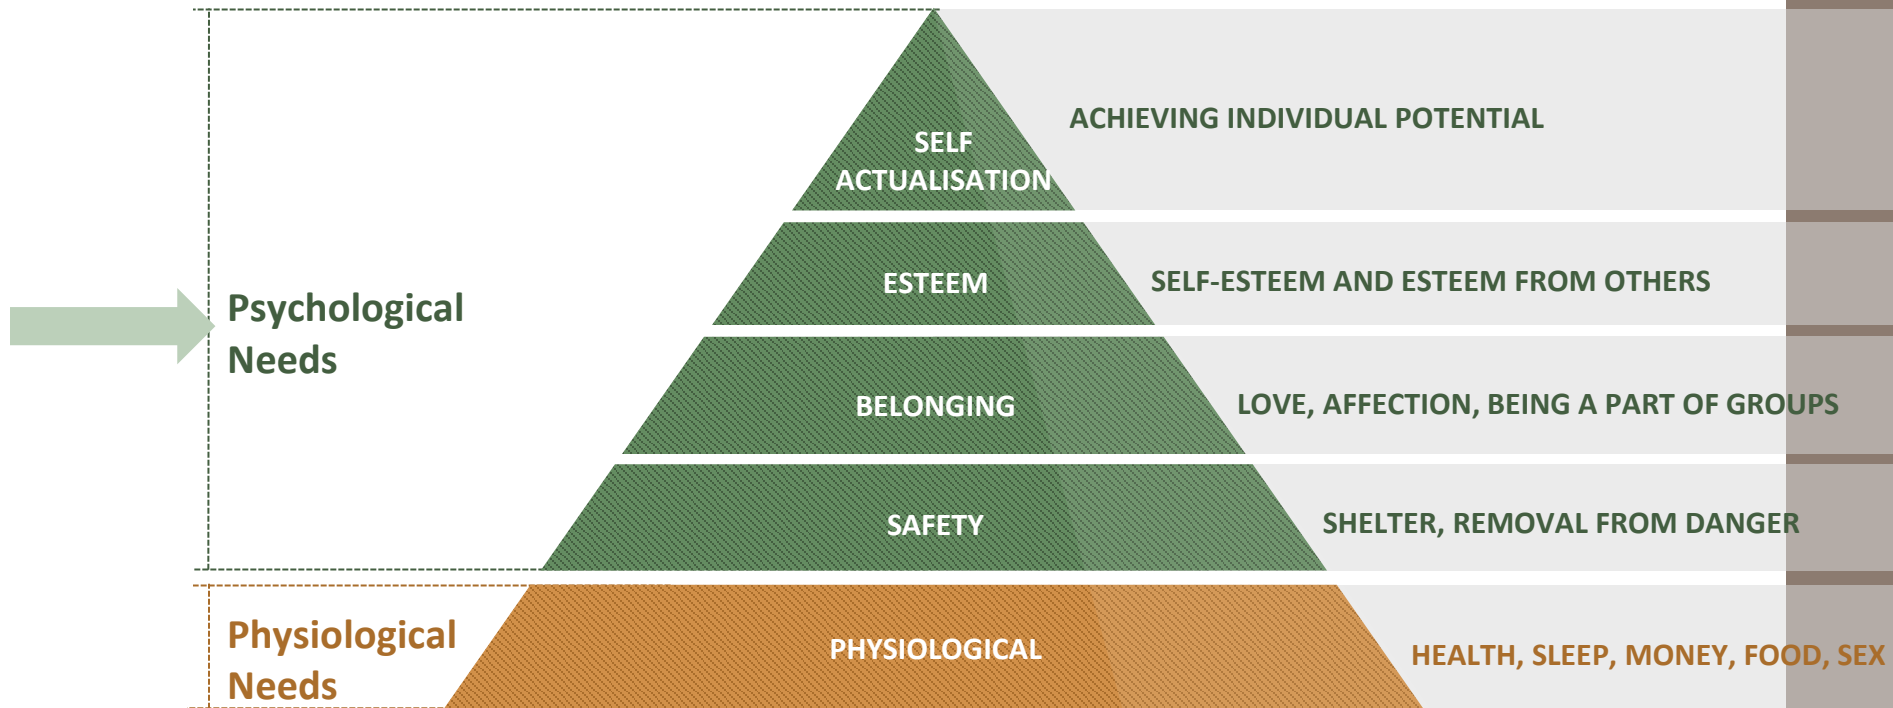 SELF
ACTUALISATION
ACHIEVING INDIVIDUAL POTENTIAL
ESTEEM
SELF-ESTEEM AND ESTEEM FROM OTHERS
Psychological
Needs
BELONGING
LOVE, AFFECTION, BEING A PART OF GROUPS
SAFETY
SHELTER, REMOVAL FROM DANGER
Physiological
Needs
PHYSIOLOGICAL
HEALTH, SLEEP, MONEY, FOOD, SEX